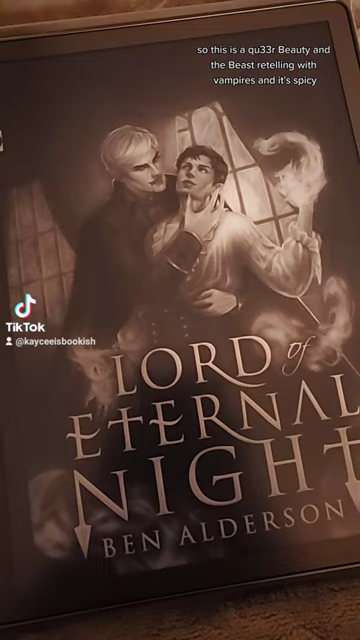 so this is a qu33r Beauty and
the Beast retelling with
vampires and it's spicy
TikTok
@kayceeisbookish
LORD of
ETERNAL
NIGHT
BEN ALDERSON